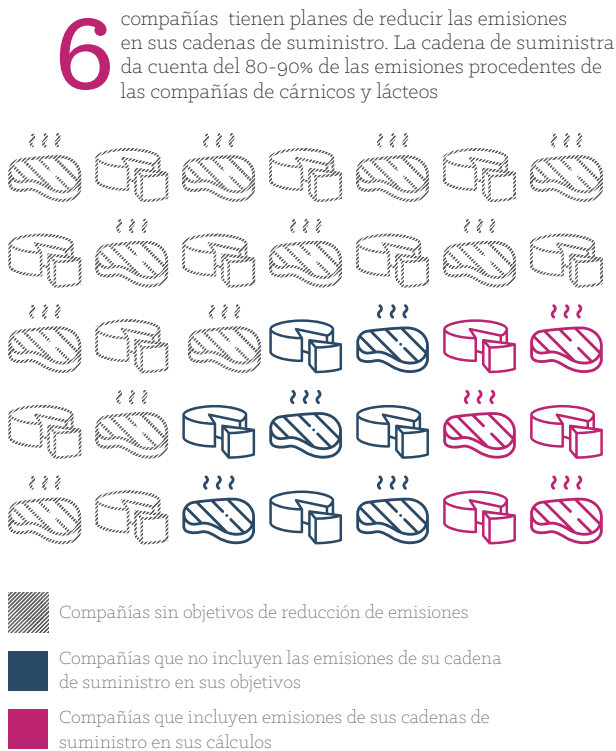 6
compañías tienen planes de reducir las emisiones
en sus cadenas de suministro. La cadena de suministra
da cuenta del 80-90% de las emisiones procedentes de
las compañías de cárnicos y lácteos
Compañías sin objetivos de reducción de emisiones
Compañías que no incluyen las emisiones de su cadena
de suministro en sus objetivos
Compañías que incluyen emisiones de sus cadenas de
suministro en sus cálculos